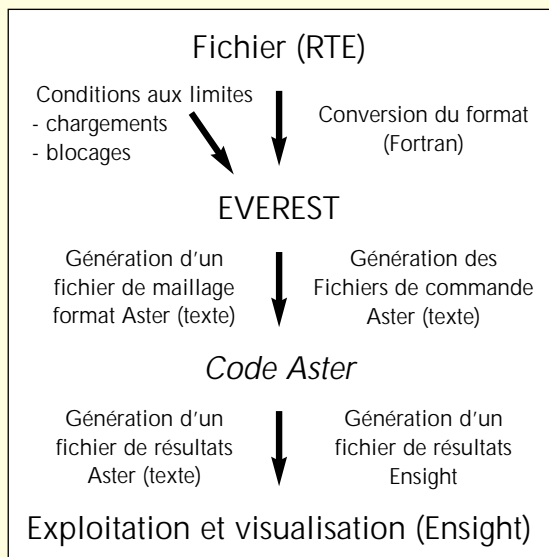 Fichier (RTE)
Conditions aux limites
- chargements
- blocages
Conversion du format
(Fortran)
EVEREST
Génération d'un
fichier de maillage
format Aster (texte)
Génération des
Fichiers de commande
Aster (texte)
Code Aster
Génération d'un
fichier de résultats
Aster (texte)
Génération d'un
fichier de résultats
Ensight
Exploitation et visualisation (Ensight)